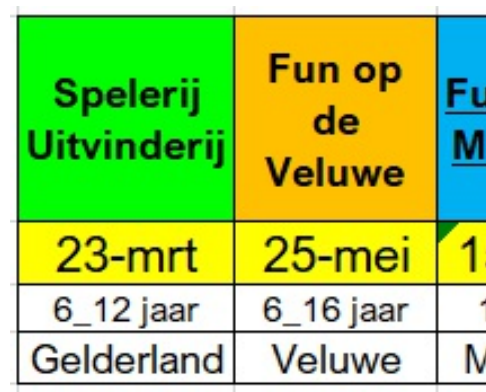 Spelerij
Uitvinderij
Fun op
de
Veluwe
23-mrt
25-mei
6_12 jaar
6_16 jaar
Gelderland
Veluwe